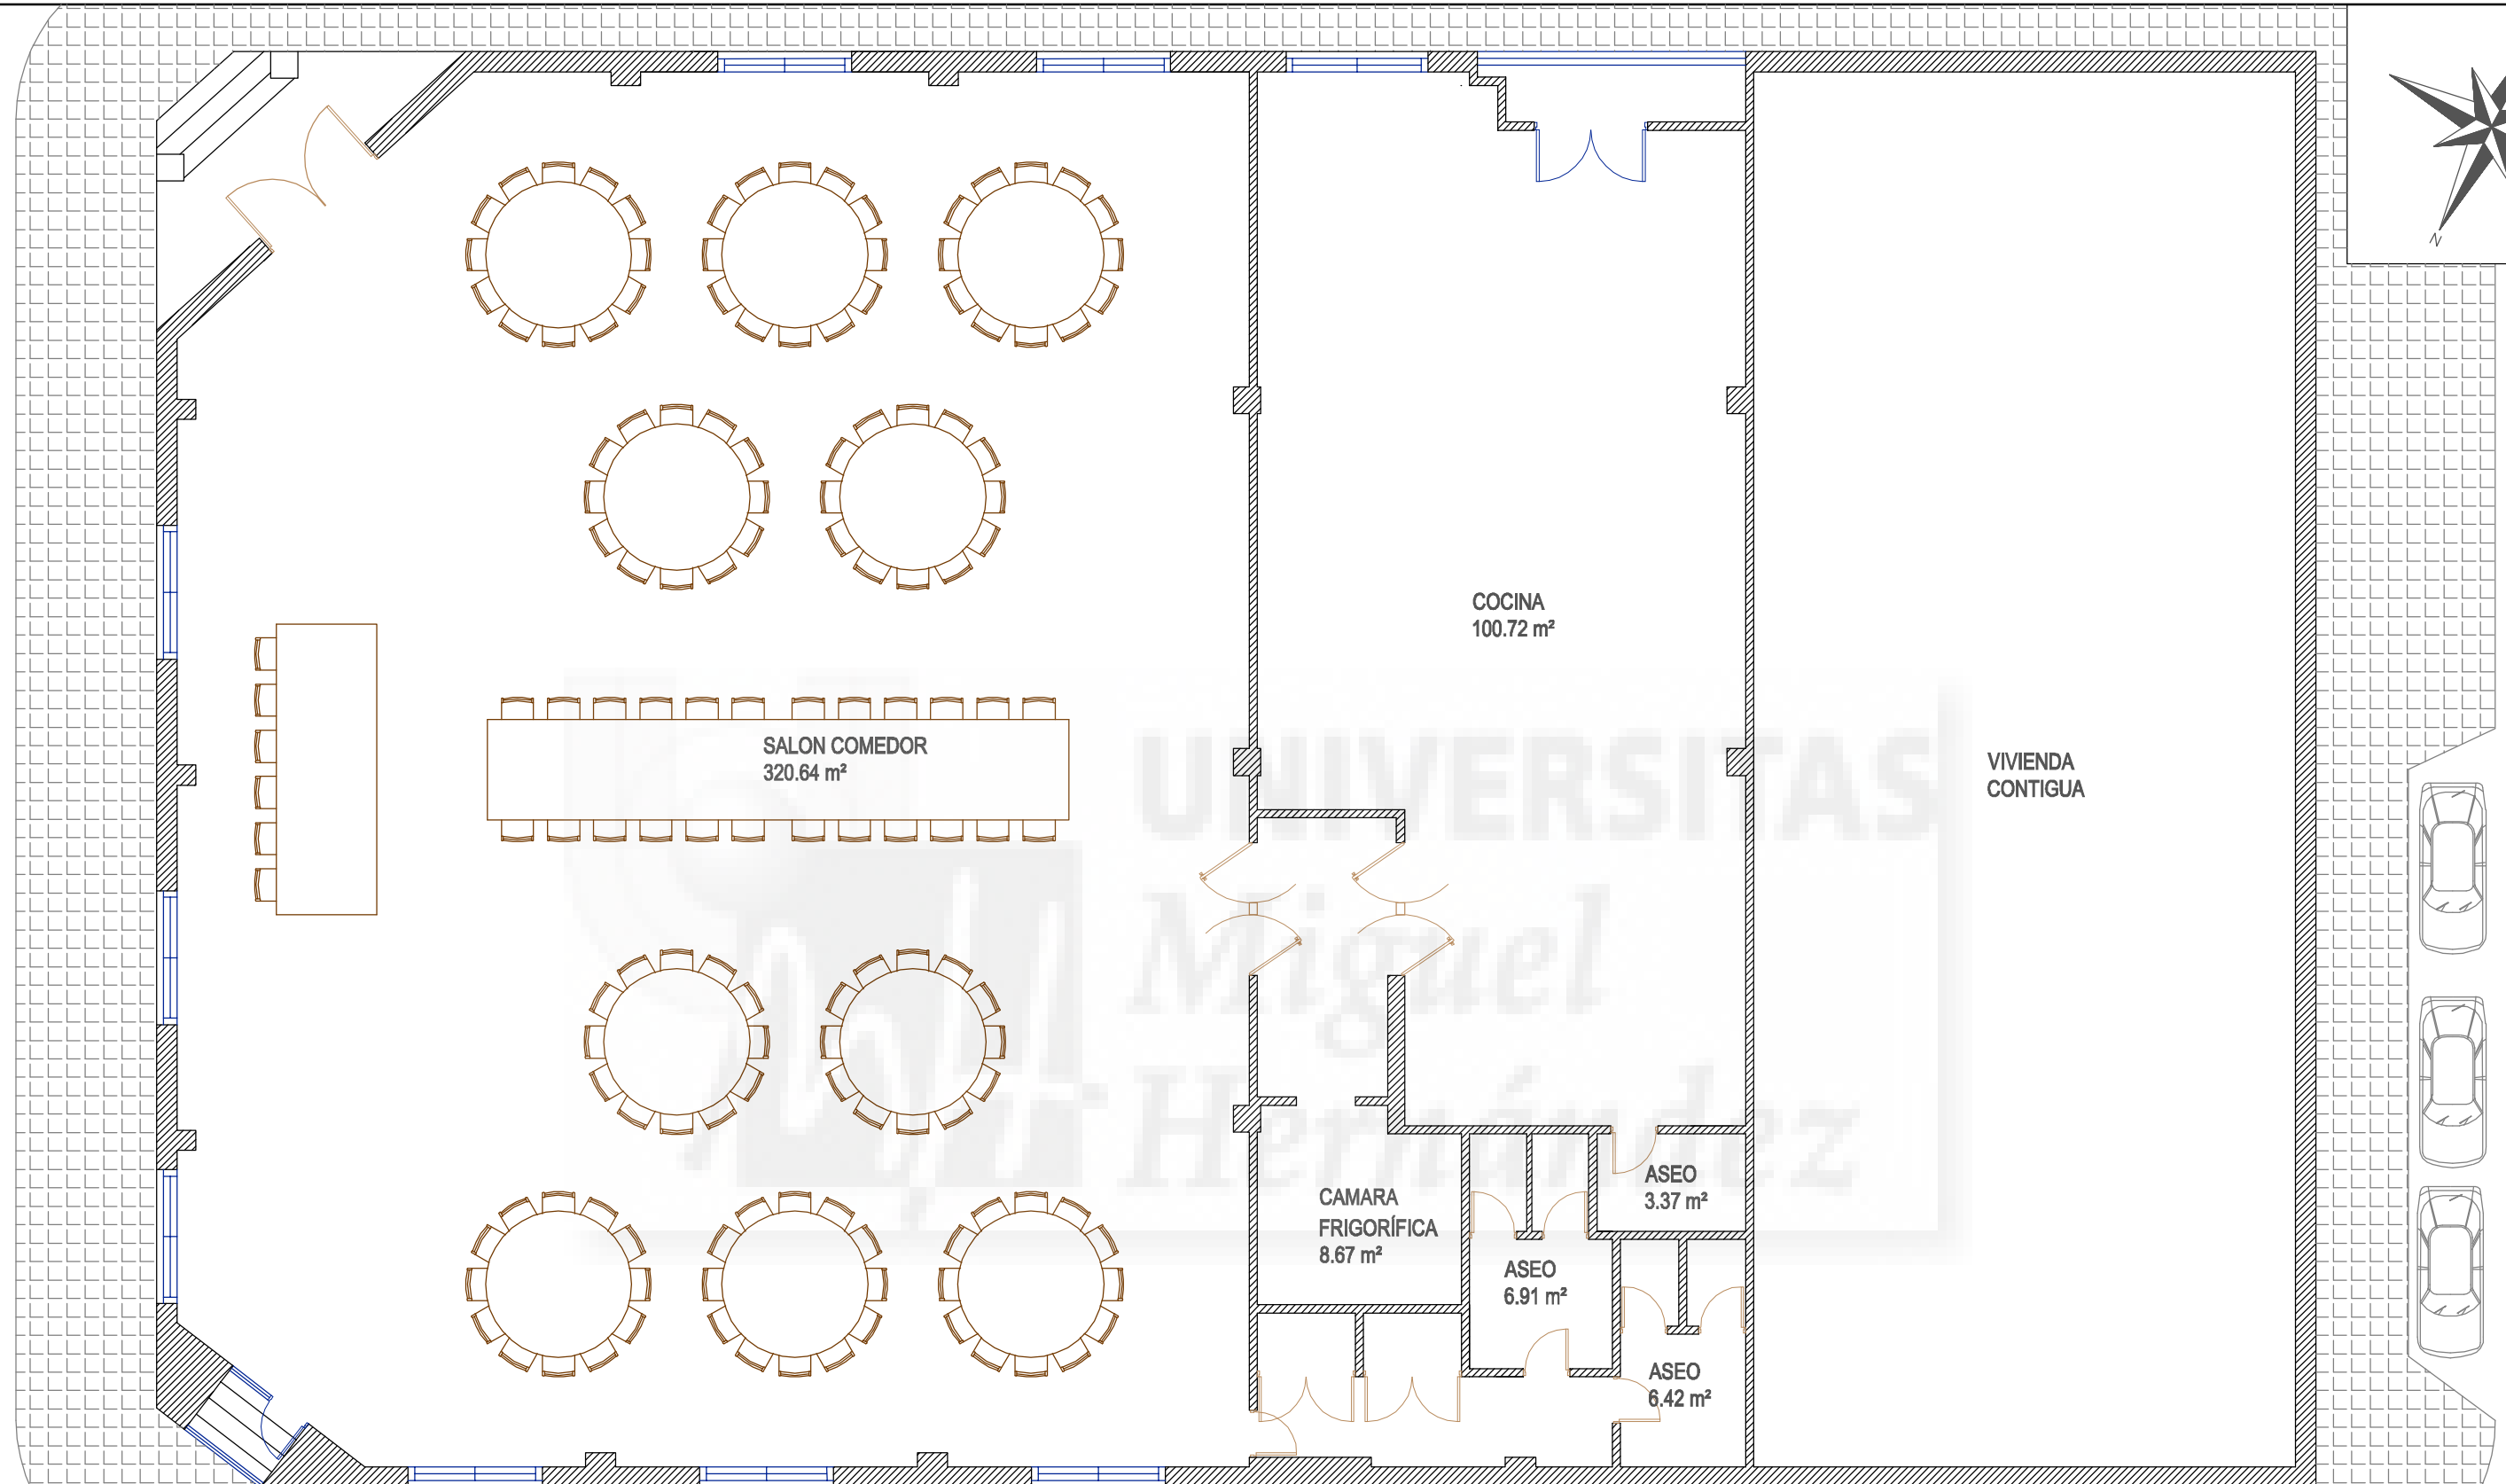 N
COCINA
100.72 m²
SALON COMEDOR
320.64 m²
VIVIENDA
CONTIGUA
UNIVERSITAS
Miguel
Hernández
CAMARA
FRIGORÍFICA
8.67 m²
ASEO
3.37 m²
ASEO
6.91 m²
ASEO
6.42 m²